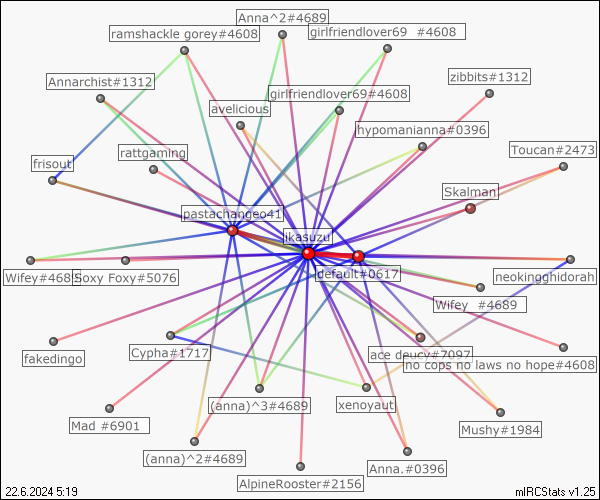 Anna^2#4689
ramshackle gorey#4608
girlfriendlover69 #4608
zibbits#1312
Annarchist#1312
girlfriendlover69#4608
avelicious
hypomanianna#0396
Toucan#2473
rattgaming
frisout
Skalman
pastachangeo41
ikasuzu
default#0617
Wifey#4689
Soxy Foxy#5076
neokingghidorah
Wifey #4689
fakedingo
Cypha#1717
ace deucy#7097
no cops no laws no hope#4608
(anna)^3#4689
xenoyaut
Mad #6901
Mushy#1984
(anna)^2#4689
Anna.#0396
AlpineRooster#2156
22.6.2024 5:19
mIRCStats v1.25